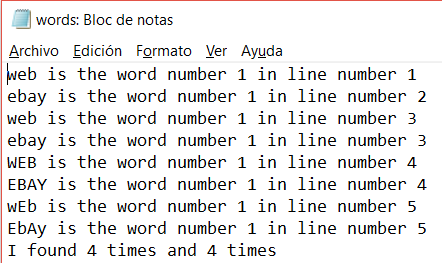 words: Bloc de notas
Archivo Edición Formato Ver Ayuda
web is the word number 1 in line number 1
ebay is the word number 1 in line number 2
web is the word number 1 in line number 3
ebay is the word number 1 in line number 3
WEB is the word number 1 in line number 4
EBAY is the word number 1 in line number 4
wEb is the word number 1 in line number 5
EbAy is the word number 1 in line number 5
I found 4 times and 4 times